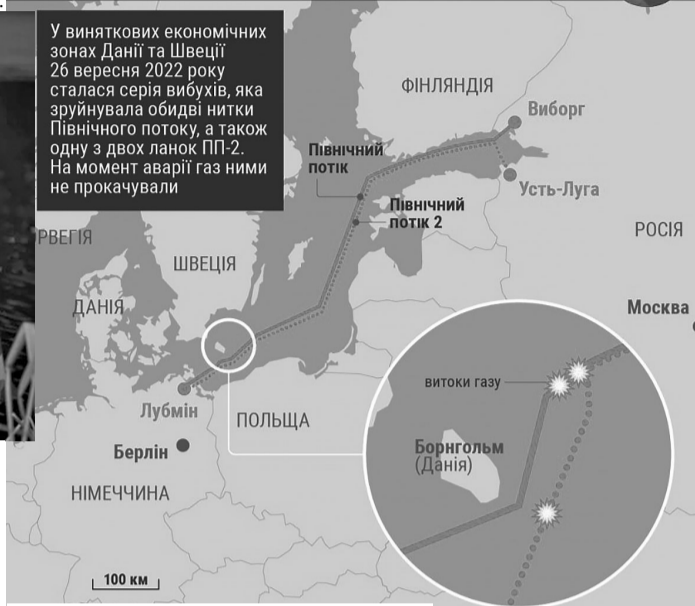 У виняткових економічних
зонах Данії та Швеції
26 вересня 2022 року
сталася серія вибухів, яка
зруйнувала обидві нитки
Північного потоку, а також
одну з двох ланок ПП-2.
На момент аварії газ ними
не прокачували
ФІНЛЯНДІЯ
Виборг
Північний
потік
Усть-Луга
Північний
потік 2
РВЕГІЯ
РОСІЯ
ШВЕЦІЯ
ДАНІЯ
Москва
витоки газу
Лубмін
ПОЛЬЩА
Борнгольм
(Данія)
Берлін
НІМЕЧЧИНА
100 км